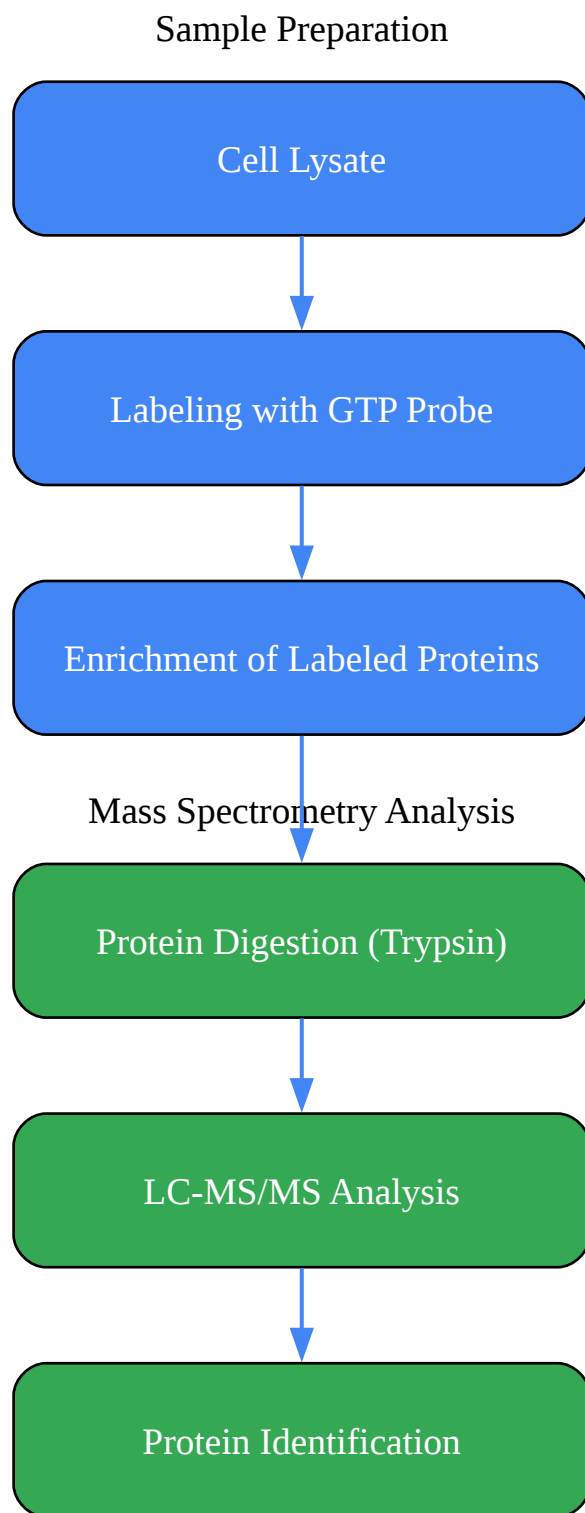 Sample Preparation
Cell Lysate
Labeling with GTP Probe
Enrichment of Labeled Proteins
Mass Spectrometry Analysis
Protein Digestion (Trypsin)
LC-MS/MS Analysis
Protein Identification